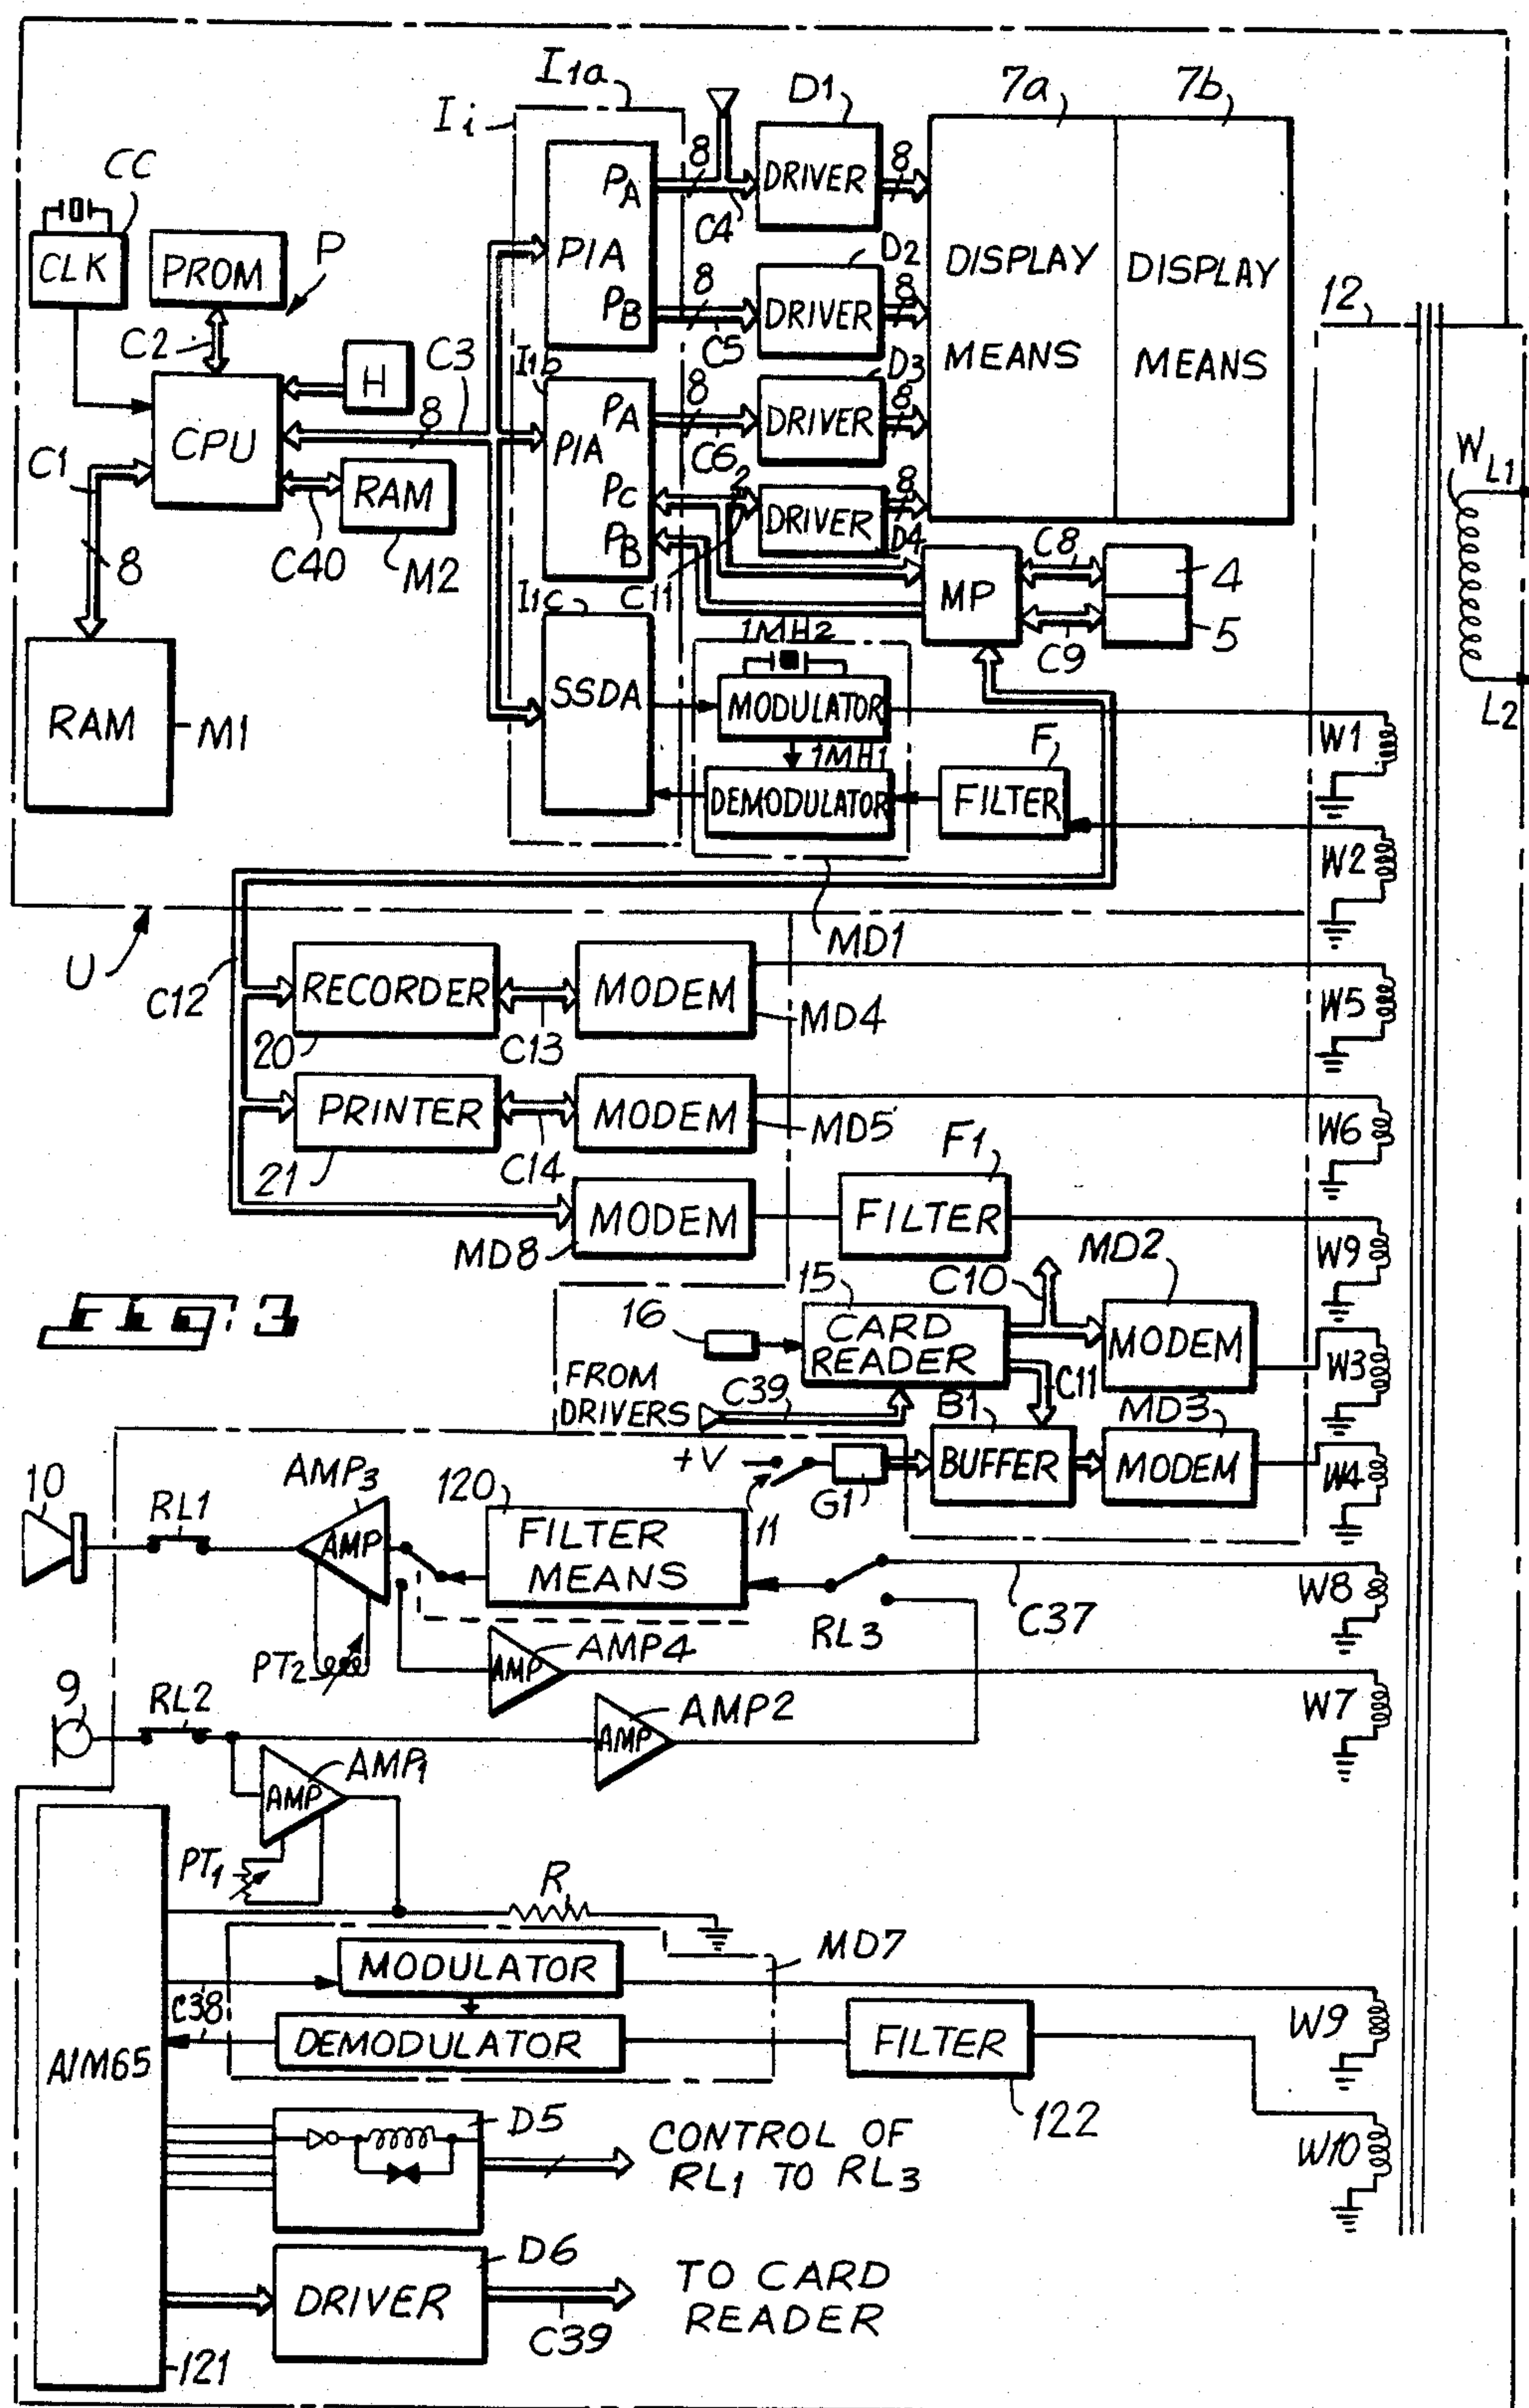 I1a
Ii
D1
7a
7b
CC
PA
8
DRIVER
8
CLK
PROM
P
PIA
C4
D2
DISPLAY
DISPLAY
12
PB
8
C5
DRIVER
8
MEANS
MEANS
C2
H
C3
I1b
D3
8
CPU
8
PA
PIA
C6
DRIVER
8
WL1
C1
RAM
PC
2
DRIVER
8
D4
8
C40
M2
PB
C11
MP
C8
4
I1c
C9
5
1MH2
L2
RAM
M1
SSDA
MODULATOR
W1
1MH1
F
DEMODULATOR
FILTER
W2
MD1
U
C12
RECORDER
MODEM
MD4
W5
20
C13
PRINTER
MODEM
MD5
W6
21
C14
F1
MODEM
FILTER
MD8
MD2
W9
C10
15
FIG. 3
16
CARD
READER
MODEM
W3
FROM
DRIVERS
C39
C11
B1
MD3
+V
BUFFER
MODEM
W4
G1
10
RL1
AMP3
120
11
AMP
FILTER
MEANS
W8
RL3
C37
PT2
AMP
AMP4
9
RL2
AMP
AMP2
W7
AMP1
AMP
PT1
R
MD7
MODULATOR
C38
W9
DEMODULATOR
FILTER
AIM65
122
D5
CONTROL OF
RL1 TO RL3
W10
D6
DRIVER
TO CARD
READER
C39
121